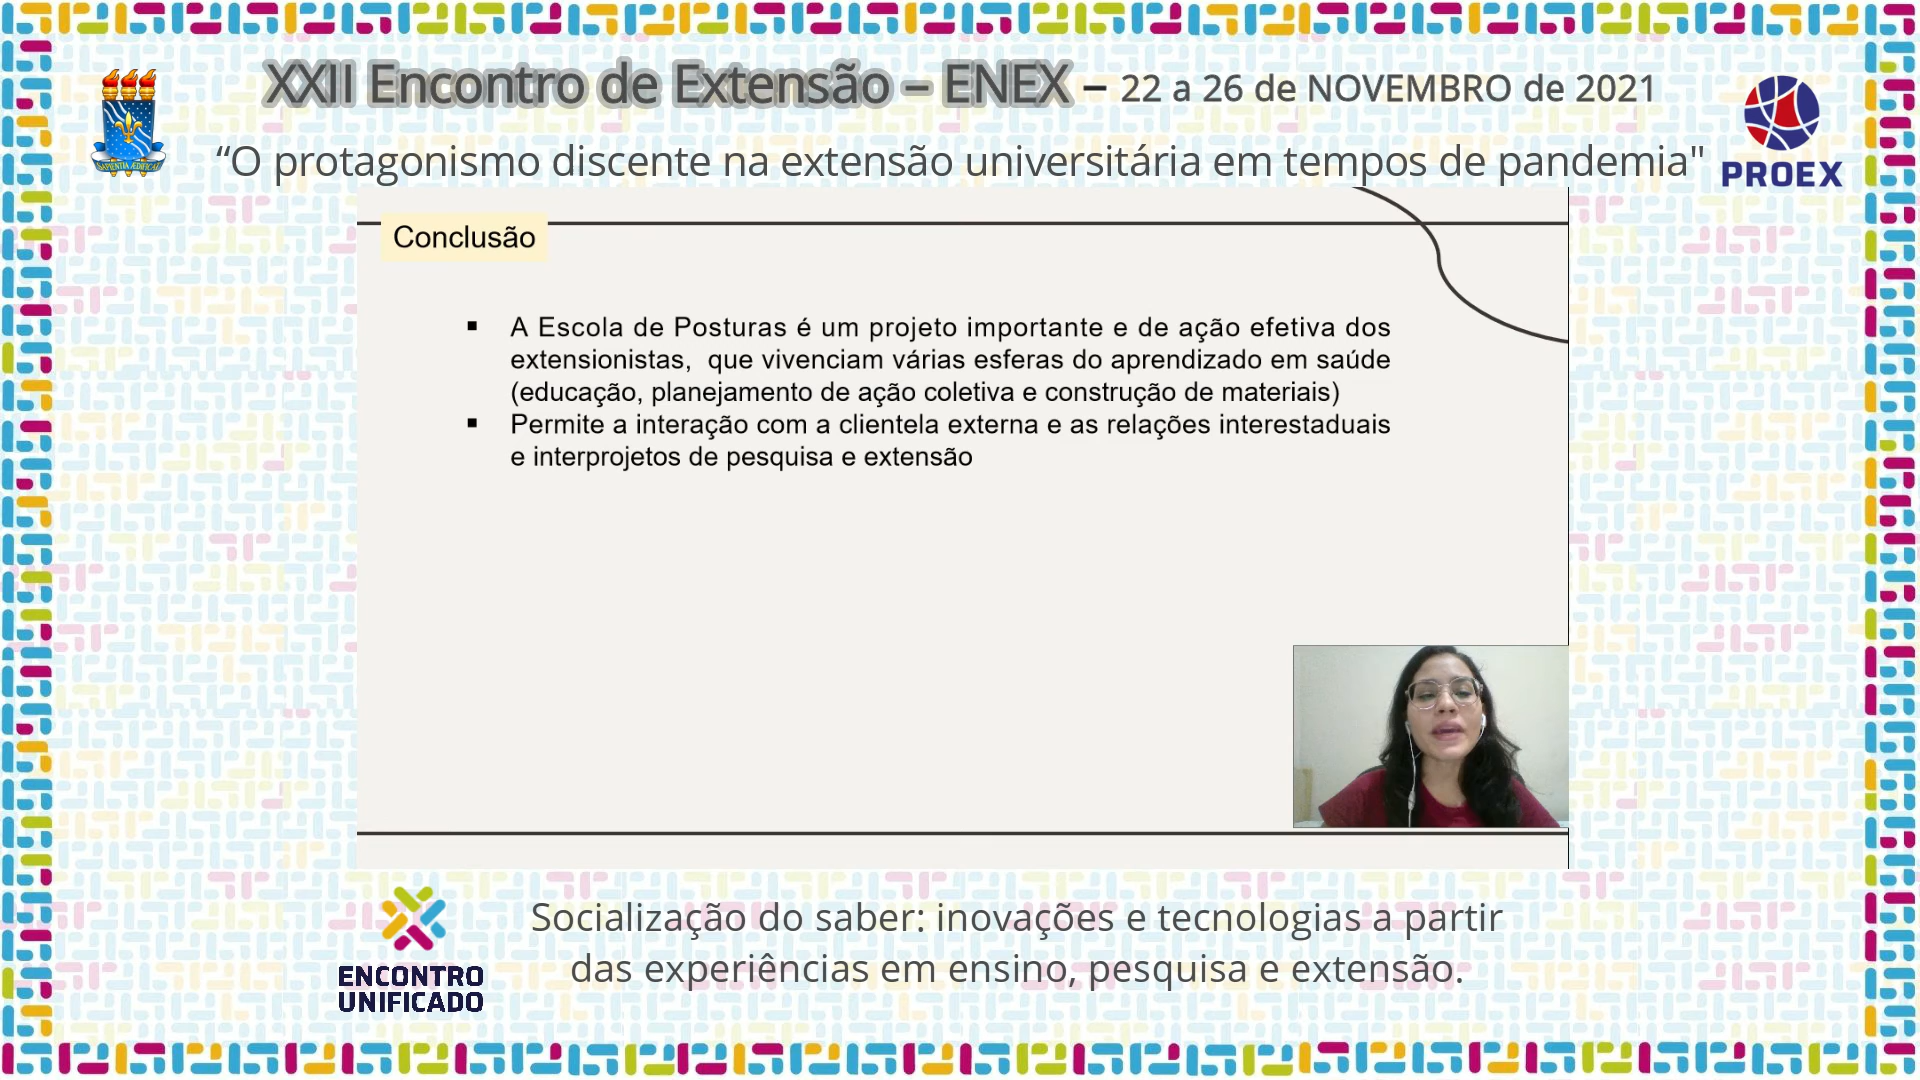 XXII Encontro de Extensão – ENEX – 22 a 26 de NOVEMBRO de 2021
“O protagonismo discente na extensão universitária em tempos de pandemia"
SAPIENTIA ÆDIFICAT
PROEX
Conclusão
▪ A Escola de Posturas é um projeto importante e de ação efetiva dos
extensionistas, que vivenciam várias esferas do aprendizado em saúde
(educação, planejamento de ação coletiva e construção de materiais)
▪ Permite a interação com a clientela externa e as relações interestaduais
e interprojetos de pesquisa e extensão
ENCONTRO
UNIFICADO
Socialização do saber: inovações e tecnologias a partir
das experiências em ensino, pesquisa e extensão.